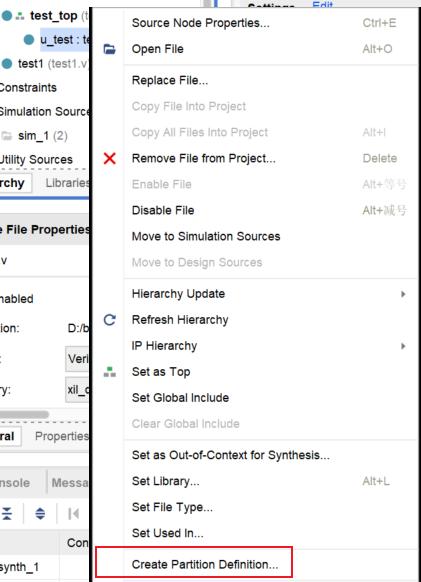 test_top (t
u_test : te
test1 (test1.v)
Constraints
Simulation Source
sim_1 (2)
Utility Sources
rchy Libraries
e File Properties
v
nabled
ion: D:/b
Veri
ry: xil_d
ral Properties
nsole Messa
Con
synth_1
Settings Edit
Source Node Properties... Ctrl+E
Open File Alt+O
Replace File...
Copy File Into Project
Copy All Files Into Project Alt+I
Remove File from Project... Delete
Enable File Alt+等号
Disable File Alt+减号
Move to Simulation Sources
Move to Design Sources
Hierarchy Update
Refresh Hierarchy
IP Hierarchy
Set as Top
Set Global Include
Clear Global Include
Set as Out-of-Context for Synthesis...
Set Library... Alt+L
Set File Type...
Set Used In...
Create Partition Definition...